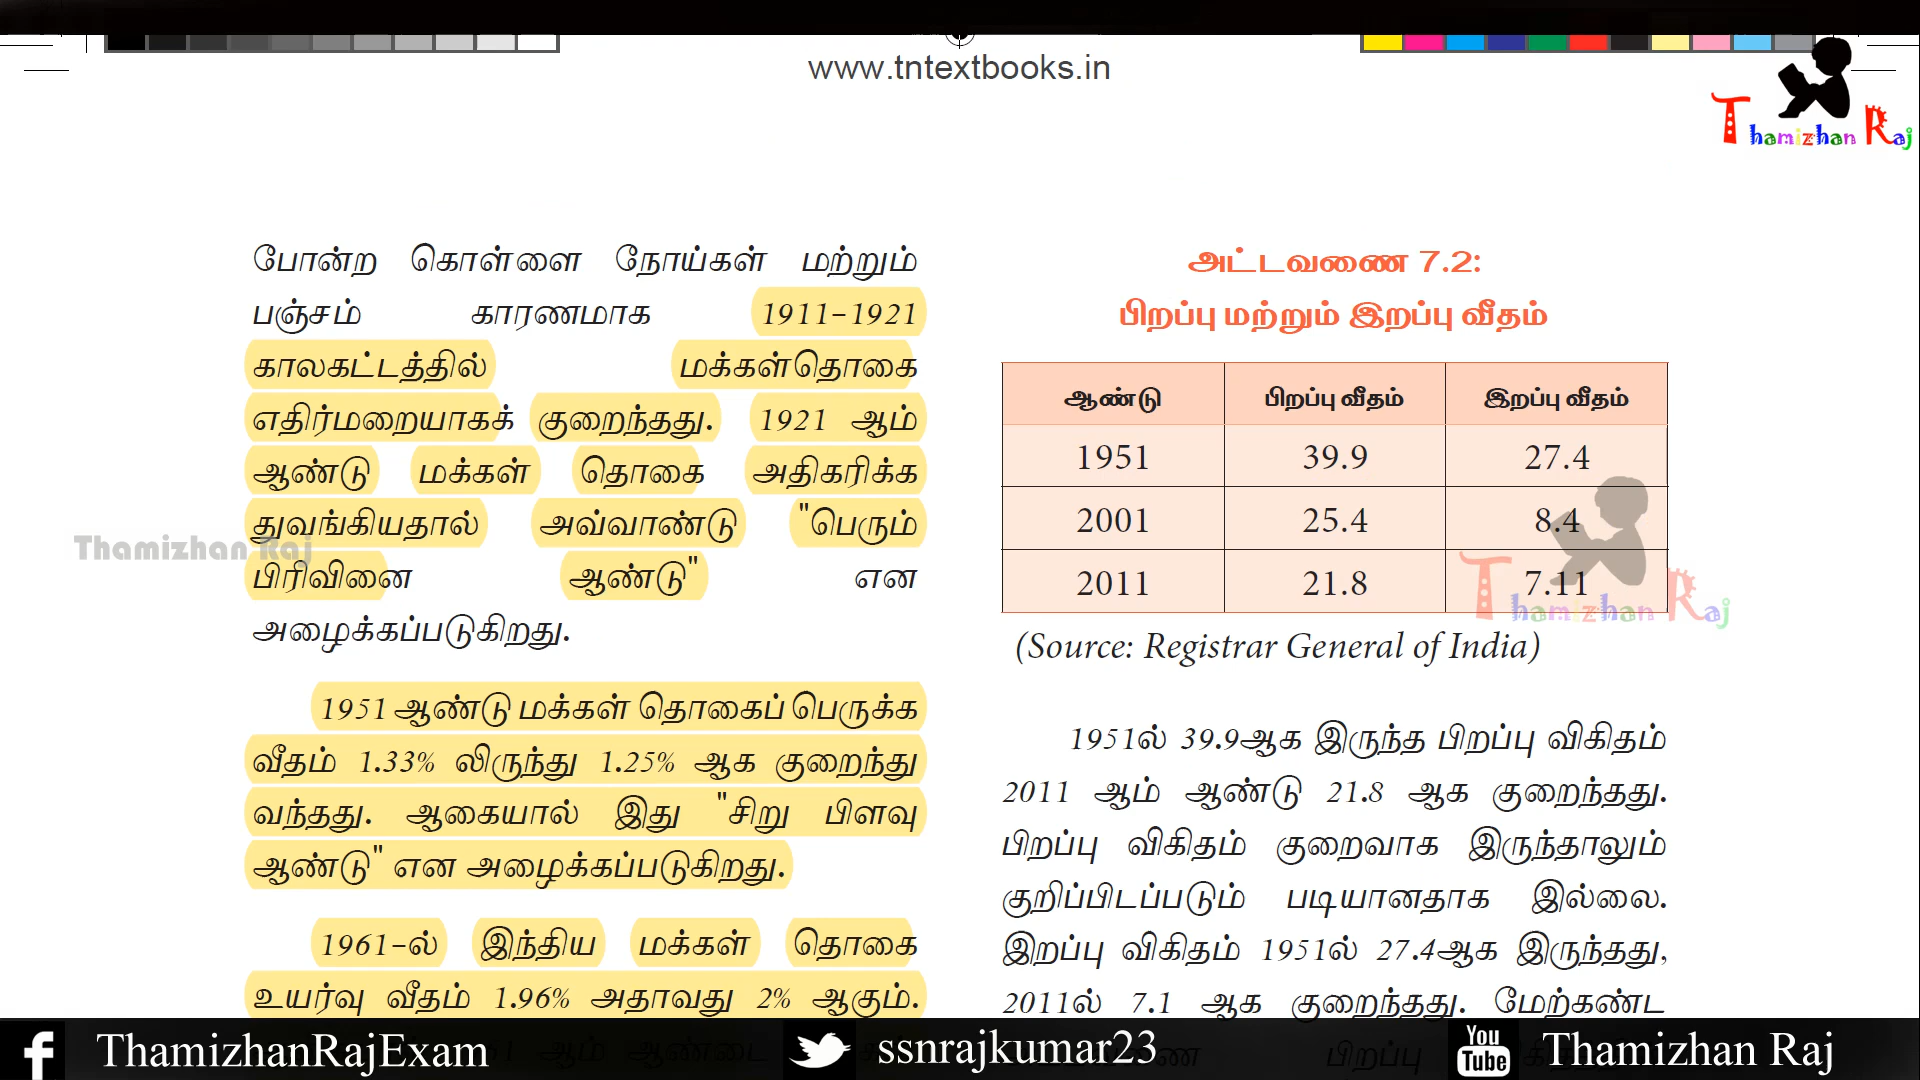 www.tntextbooks.in
Thamizhan Raj
போன்ற கொள்ளை நோய்கள் மற்றும்
பஞ்சம் காரணமாக 1911-1921
காலகட்டத்தில் மக்கள்தொகை
எதிர்மறையாகக் குறைந்தது. 1921 ஆம்
ஆண்டு மக்கள் தொகை அதிகரிக்க
துவங்கியதால் அவ்வாண்டு "பெரும்
பிரிவினை ஆண்டு" என
அழைக்கப்படுகிறது.
Thamizhan Raj
1951 ஆண்டு மக்கள் தொகைப் பெருக்க
வீதம் 1.33% லிருந்து 1.25% ஆக குறைந்து
வந்தது. ஆகையால் இது "சிறு பிளவு
ஆண்டு" என அழைக்கப்படுகிறது.
1961-ல் இந்திய மக்கள் தொகை
உயர்வு வீதம் 1.96% அதாவது 2% ஆகும்.
அட்டவணை 7.2:
பிறப்பு மற்றும் இறப்பு வீதம்
ஆண்டு பிறப்பு வீதம் இறப்பு வீதம்
1951 39.9 27.4
2001 25.4 8.4
2011 21.8 7.11
Thamizhan Raj
(Source: Registrar General of India)
1951ல் 39.9ஆக இருந்த பிறப்பு விகிதம்
2011 ஆம் ஆண்டு 21.8 ஆக குறைந்தது.
பிறப்பு விகிதம் குறைவாக இருந்தாலும்
குறிப்பிடப்படும் படியானதாக இல்லை.
இறப்பு விகிதம் 1951ல் 27.4ஆக இருந்தது,
2011ல் 7.1 ஆக குறைந்தது. மேற்கண்ட
ThamizhanRajExam
ssnrajkumar23
You Tube Thamizhan Raj